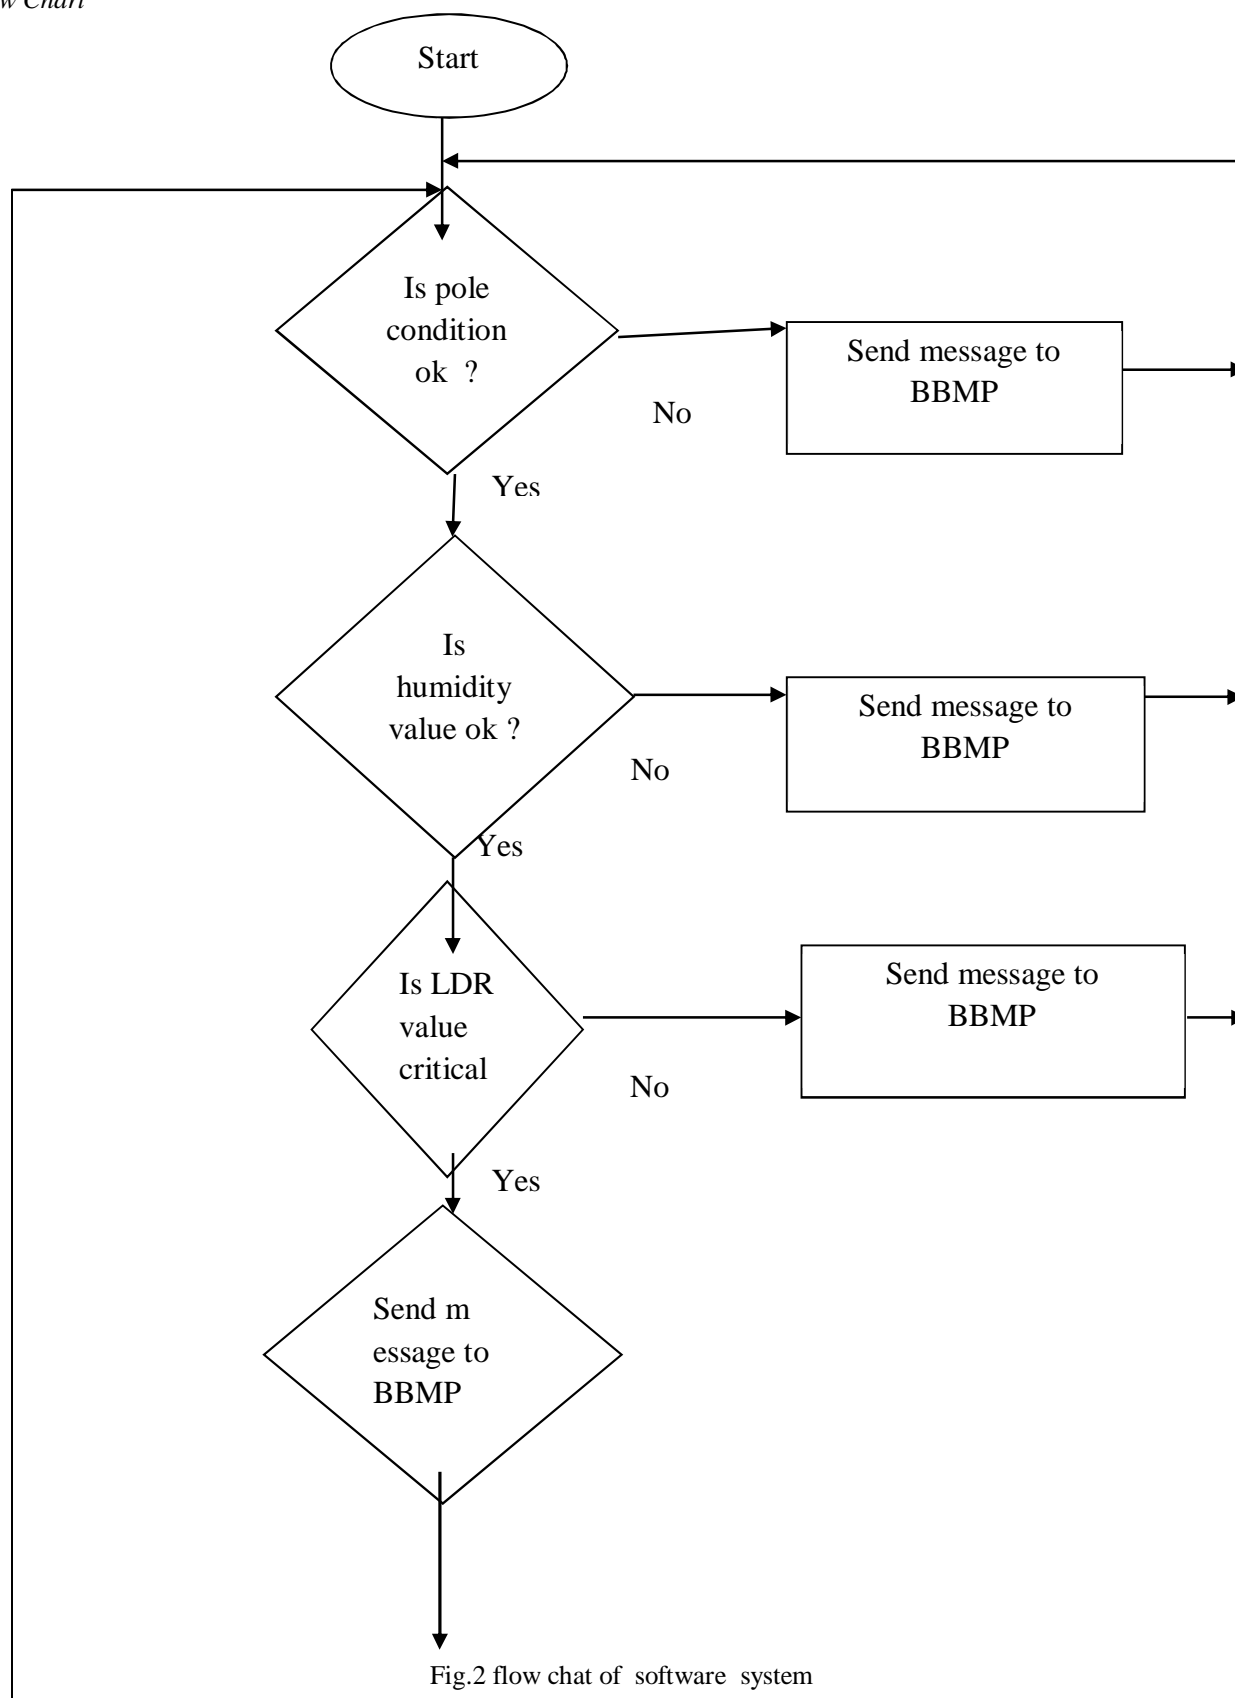 Chart
Start
Is pole
condition
ok ?
No
Send message to
BBMP
Yes
Is
humidity
value ok ?
No
Send message to
BBMP
Yes
Is LDR
value
critical
No
Send message to
BBMP
Yes
Send m
essage to
BBMP
Fig.2 flow chat of software system